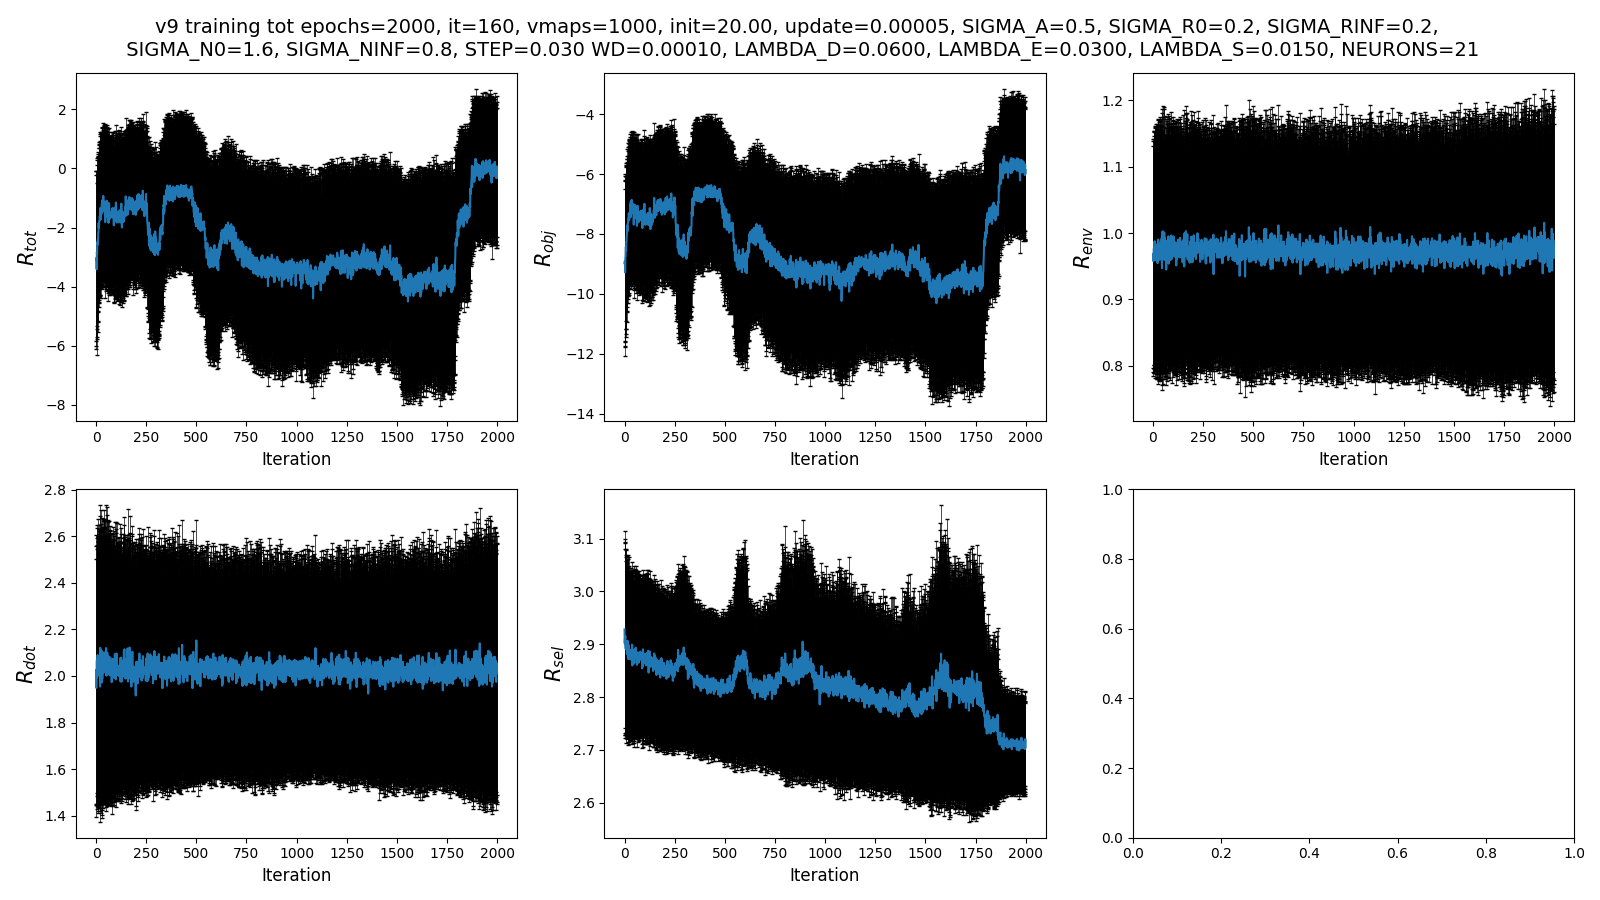 v9 training tot epochs=2000, it=160, vmaps=1000, init=20.00, update=0.00005, SIGMA_A=0.5, SIGMA_R0=0.2, SIGMA_RINF=0.2,
SIGMA_N0=1.6, SIGMA_NINF=0.8, STEP=0.030 WD=0.00010, LAMBDA_D=0.0600, LAMBDA_E=0.0300, LAMBDA_S=0.0150, NEURONS=21
R_tot
2
0
−2
−4
−6
−8
0 250 500 750 1000 1250 1500 1750 2000
Iteration
R_obj
−4
−6
−8
−10
−12
−14
0 250 500 750 1000 1250 1500 1750 2000
Iteration
R_env
1.2
1.1
1.0
0.9
0.8
0 250 500 750 1000 1250 1500 1750 2000
Iteration
R_dot
2.8
2.6
2.4
2.2
2.0
1.8
1.6
1.4
0 250 500 750 1000 1250 1500 1750 2000
Iteration
R_sel
3.1
3.0
2.9
2.8
2.7
2.6
0 250 500 750 1000 1250 1500 1750 2000
Iteration
1.0
0.8
0.6
0.4
0.2
0.0
0.0 0.2 0.4 0.6 0.8 1.0